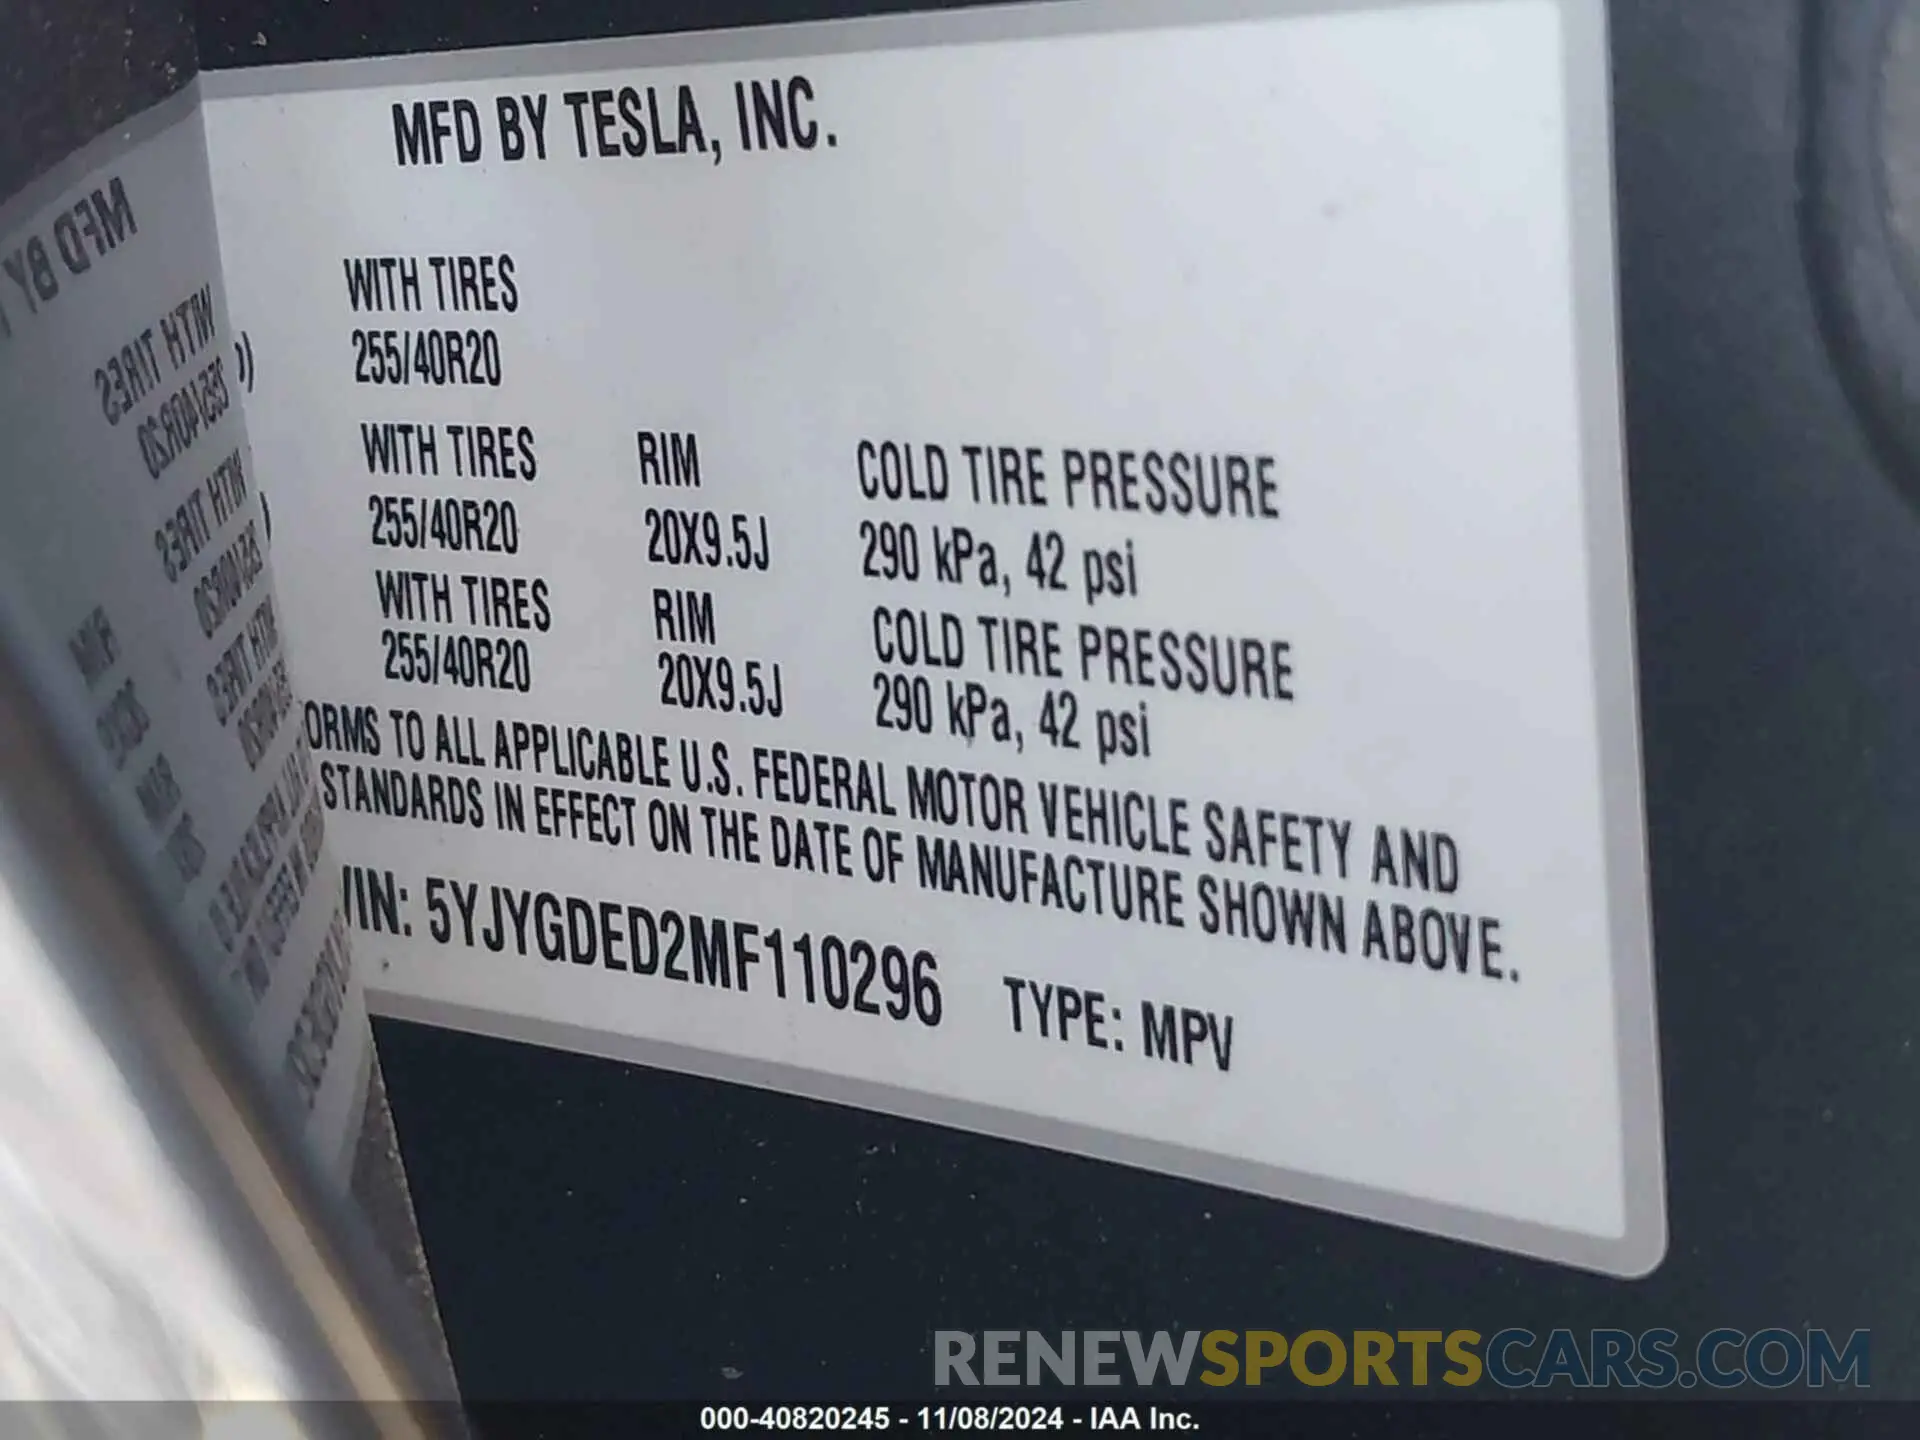 MFD BY TESLA, INC.
WITH TIRES
255/40R20
WITH TIRES RIM COLD TIRE PRESSURE
255/40R20 20X9.5J 290 kPa, 42 psi
WITH TIRES RIM COLD TIRE PRESSURE
255/40R20 20X9.5J 290 kPa, 42 psi
ORMS TO ALL APPLICABLE U.S. FEDERAL MOTOR VEHICLE SAFETY AND
STANDARDS IN EFFECT ON THE DATE OF MANUFACTURE SHOWN ABOVE.
VIN: 5YJYGDED2MF110296 TYPE: MPV
RENEWSPORTSCARS.COM
000-40820245 - 11/08/2024 - IAA Inc.